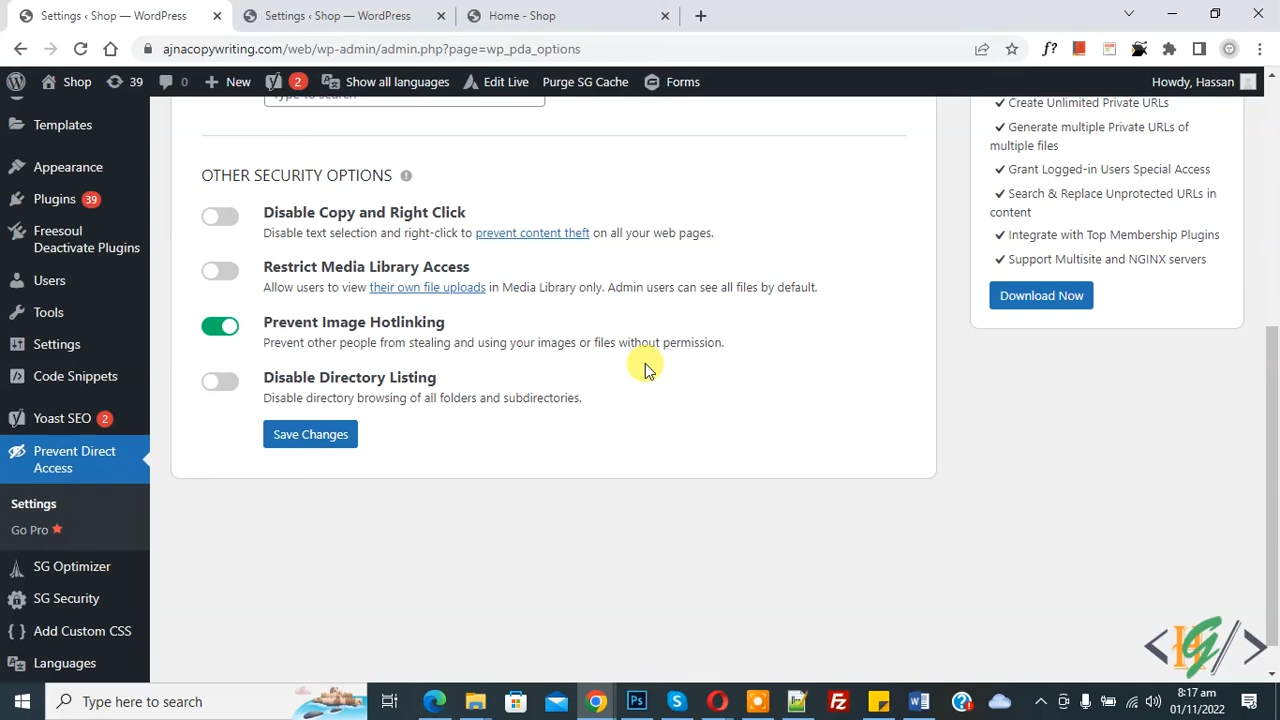 Settings ‹ Shop — WordPress
Settings ‹ Shop — WordPress
Home - Shop
ajnacopywriting.com/web/wp-admin/admin.php?page=wp_pda_options
f?
Shop
39
0
New
2
Show all languages
Edit Live
Purge SG Cache
Forms
Howdy, Hassan
Templates
Appearance
Plugins 39
Freesoul
Deactivate Plugins
Users
Tools
Settings
Code Snippets
Yoast SEO 2
Prevent Direct
Access
Settings
Go Pro
SG Optimizer
SG Security
Add Custom CSS
Languages
Type to search
OTHER SECURITY OPTIONS
Disable Copy and Right Click
Disable text selection and right-click to prevent content theft on all your web pages.
Restrict Media Library Access
Allow users to view their own file uploads in Media Library only. Admin users can see all files by default.
Prevent Image Hotlinking
Prevent other people from stealing and using your images or files without permission.
Disable Directory Listing
Disable directory browsing of all folders and subdirectories.
Save Changes
✔ Create Unlimited Private URLs
✔ Generate multiple Private URLs of
multiple files
✔ Grant Logged-in Users Special Access
✔ Search & Replace Unprotected URLs in
content
✔ Integrate with Top Membership Plugins
✔ Support Multisite and NGINX servers
Download Now
Type here to search
8:17 am
01/11/2022